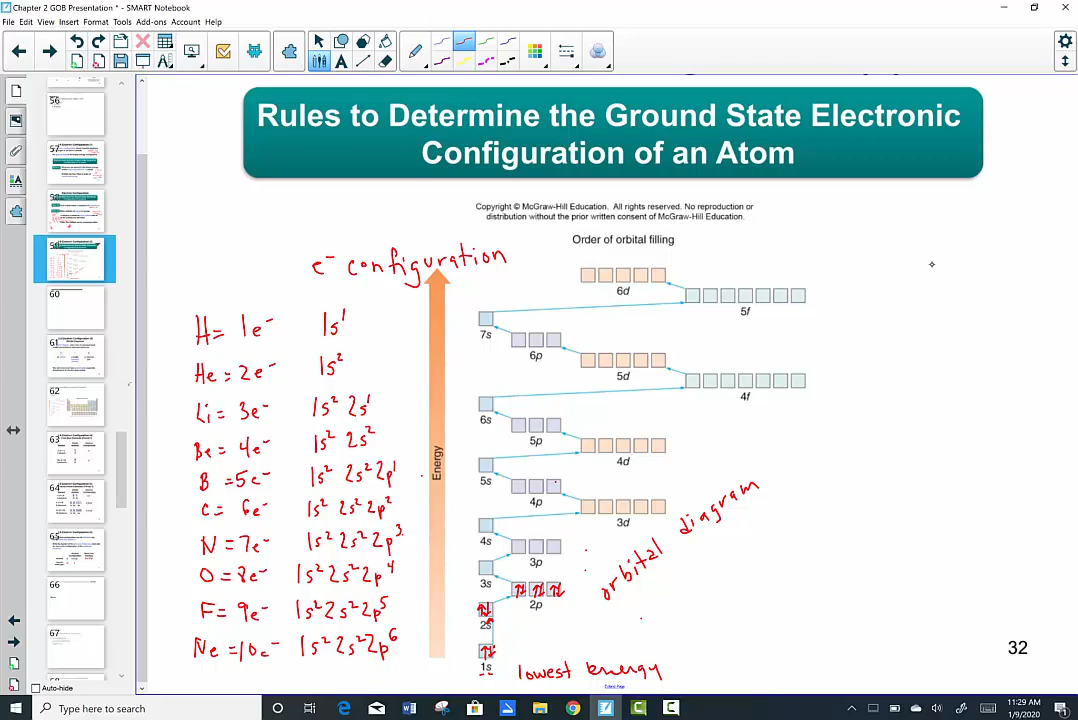 Chapter 2 GOB Presentation * - SMART Notebook
File Edit View Insert Format Tools Add-ons Account Help
Rules to Determine the Ground State Electronic
Configuration of an Atom
Copyright © McGraw-Hill Education. All rights reserved. No reproduction or
distribution without the prior written consent of McGraw-Hill Education.
Order of orbital filling
e⁻ configuration
6d
5f
7s
6p
5d
4f
6s
5p
4d
5s
4p
3d
4s
3p
3s
2p
2s
1s
Energy
H = 1e⁻ 1s¹
He = 2e⁻ 1s²
Li = 3e⁻ 1s² 2s¹
Be = 4e⁻ 1s² 2s²
B = 5e⁻ 1s² 2s² 2p¹
C = 6e⁻ 1s² 2s² 2p²
N = 7e⁻ 1s² 2s² 2p³
O = 8e⁻ 1s² 2s² 2p⁴
F = 9e⁻ 1s² 2s² 2p⁵
Ne = 10e⁻ 1s² 2s² 2p⁶
orbital diagram
lowest energy
32
Extend Page
56
57
58
59
60
61
62
63
64
65
66
67
Auto-hide
Type here to search
11:29 AM
1/9/2020